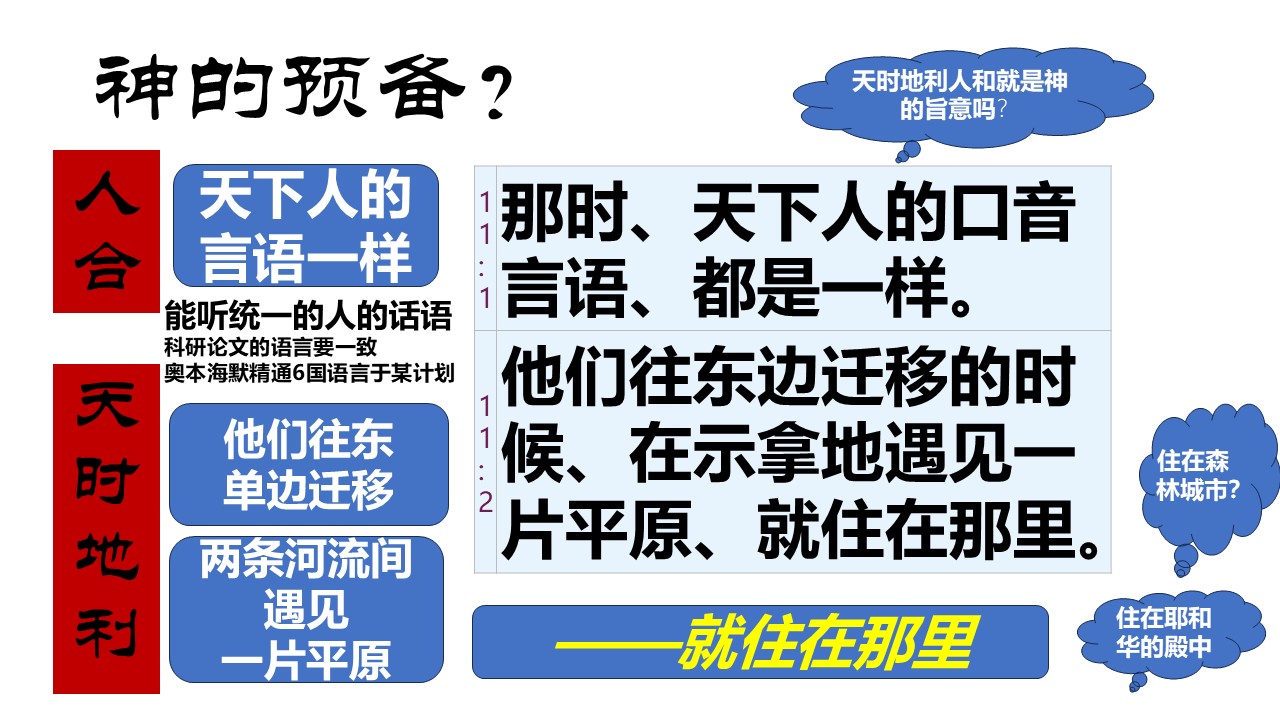 神的预备?
天时地利人和就是神
的旨意吗?
人
合
天下人的
言语一样
能听统一的人的话语
科研论文的语言要一致
奥本海默精通6国语言于某计划
天
时
地
利
他们往东
单边迁移
两条河流间
遇见
一片平原
11:1
那时、天下人的口音
言语、都是一样。
11:2
他们往东边迁移的时
候、在示拿地遇见一
片平原、就住在那里。
——就住在那里
住在森
林城市?
住在耶和
华的殿中